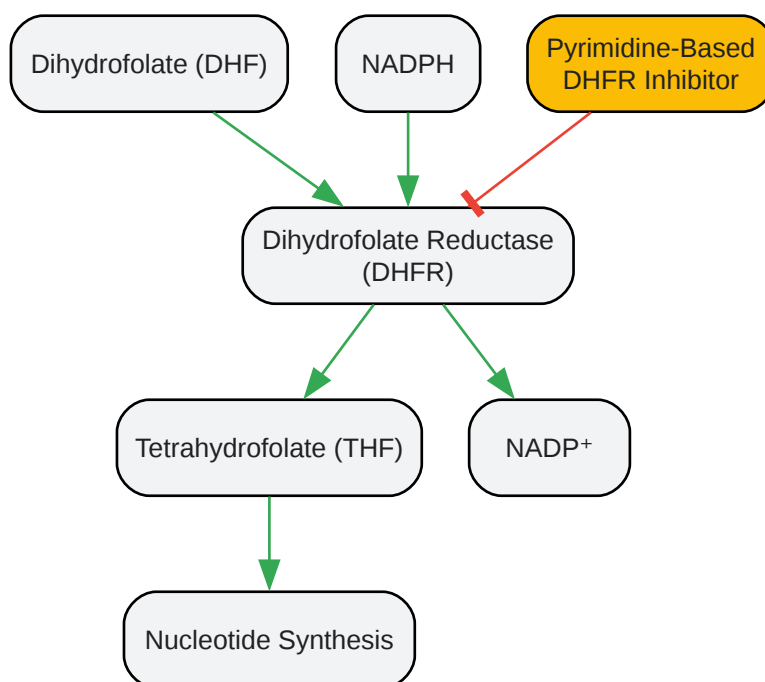 Dihydrofolate (DHF)
NADPH
Pyrimidine-Based
DHFR Inhibitor
Dihydrofolate Reductase
(DHFR)
Tetrahydrofolate (THF)
NADP⁺
Nucleotide Synthesis